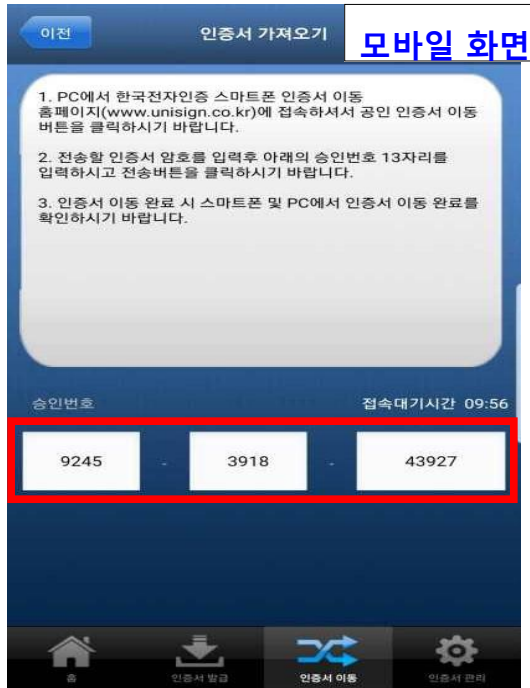 이전
인증서 가져오기
모바일 화면
1. PC에서 한국전자인증 스마트폰 인증서 이동
홈페이지(www.unisign.co.kr)에 접속하셔서 공인 인증서 이동
버튼을 클릭하시기 바랍니다.
2. 전송할 인증서 암호를 입력후 아래의 승인번호 13자리를
입력하시고 전송버튼을 클릭하시기 바랍니다.
3. 인증서 이동 완료 시 스마트폰 및 PC에서 인증서 이동 완료를
확인하시기 바랍니다.
승인번호
접속대기시간 09:56
9245 - 3918 - 43927
홈
인증서 발급
인증서 이동
인증서 관리